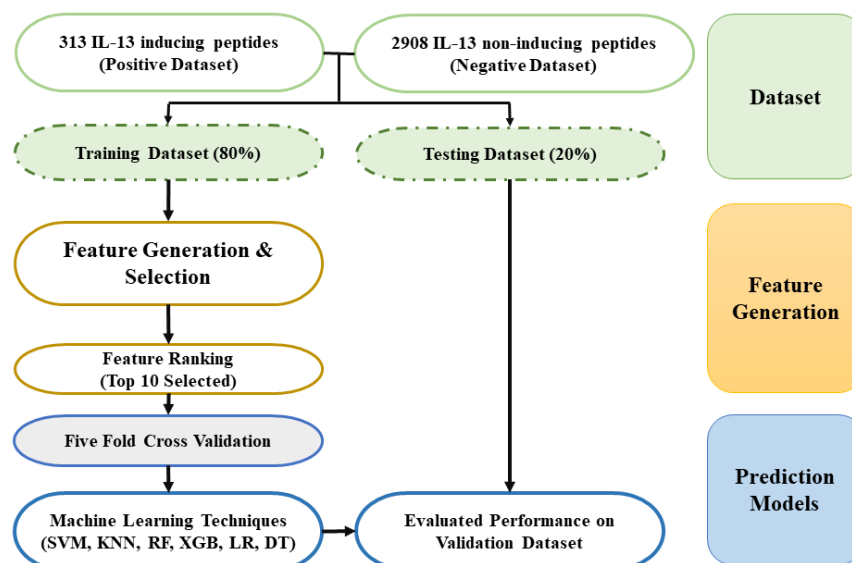 313 IL-13 inducing peptides
(Positive Dataset)
2908 IL-13 non-inducing peptides
(Negative Dataset)
Dataset
Training Dataset (80%)
Testing Dataset (20%)
Feature Generation &
Selection
Feature
Generation
Feature Ranking
(Top 10 Selected)
Five Fold Cross Validation
Prediction
Models
Machine Learning Techniques
(SVM, KNN, RF, XGB, LR, DT)
Evaluated Performance on
Validation Dataset